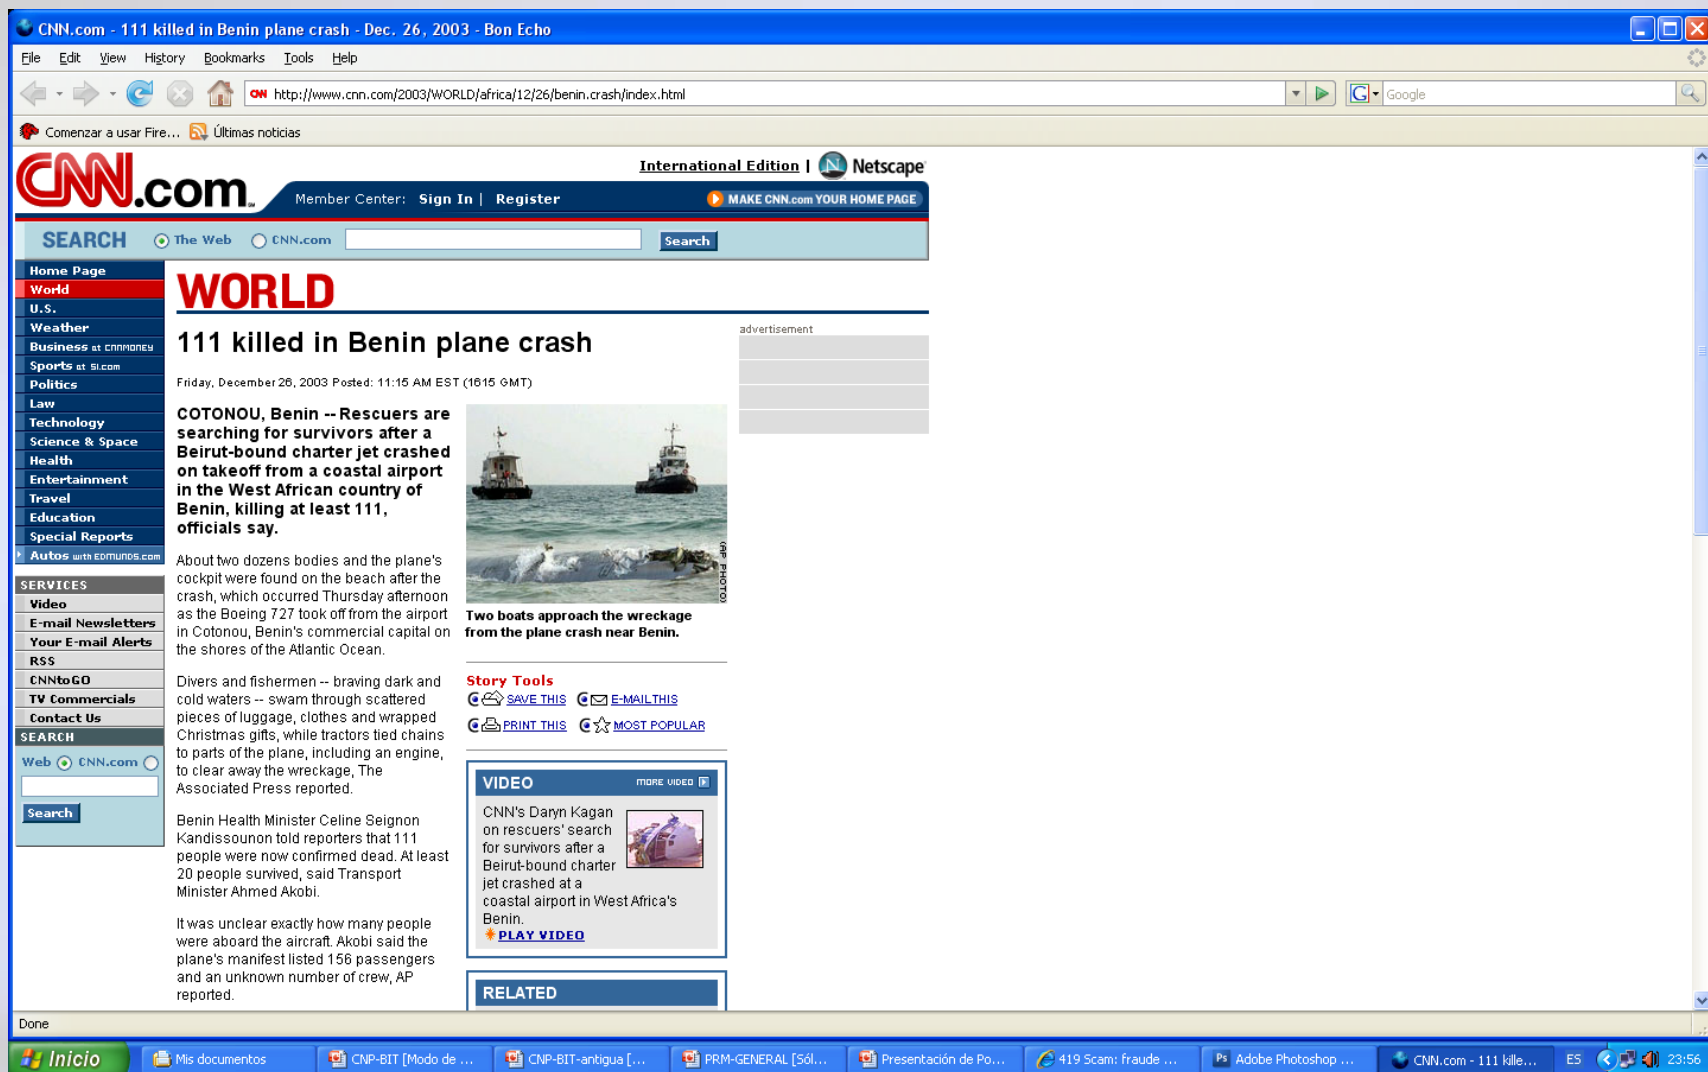 CNN.com - 111 killed in Benin plane crash - Dec. 26, 2003 - Bon Echo
File Edit View History Bookmarks Tools Help
http://www.cnn.com/2003/WORLD/africa/12/26/benin.crash/index.html
Google
Comenzar a usar Fire... Últimas noticias
CNN.com
International Edition | Netscape
Member Center: Sign In | Register
MAKE CNN.com YOUR HOME PAGE
SEARCH The Web CNN.com Search
Home Page
World
U.S.
Weather
Business at CNNMONEY
Sports at SI.com
Politics
Law
Technology
Science & Space
Health
Entertainment
Travel
Education
Special Reports
Autos with EDMUNDS.com
SERVICES
Video
E-mail Newsletters
Your E-mail Alerts
RSS
CNNtoGO
TV Commercials
Contact Us
SEARCH
Web CNN.com
Search
WORLD
111 killed in Benin plane crash
Friday, December 26, 2003 Posted: 11:15 AM EST (1615 GMT)
COTONOU, Benin -- Rescuers are
searching for survivors after a
Beirut-bound charter jet crashed
on takeoff from a coastal airport
in the West African country of
Benin, killing at least 111,
officials say.
About two dozens bodies and the plane's
cockpit were found on the beach after the
crash, which occurred Thursday afternoon
as the Boeing 727 took off from the airport
in Cotonou, Benin's commercial capital on
the shores of the Atlantic Ocean.
Divers and fishermen -- braving dark and
cold waters -- swam through scattered
pieces of luggage, clothes and wrapped
Christmas gifts, while tractors tied chains
to parts of the plane, including an engine,
to clear away the wreckage, The
Associated Press reported.
Benin Health Minister Celine Seignon
Kandissounon told reporters that 111
people were now confirmed dead. At least
20 people survived, said Transport
Minister Ahmed Akobi.
It was unclear exactly how many people
were aboard the aircraft. Akobi said the
plane's manifest listed 156 passengers
and an unknown number of crew, AP
reported.
(AP PHOTO)
Two boats approach the wreckage
from the plane crash near Benin.
Story Tools
SAVE THIS E-MAIL THIS
PRINT THIS MOST POPULAR
VIDEO MORE VIDEO
CNN's Daryn Kagan
on rescuers' search
for survivors after a
Beirut-bound charter
jet crashed at a
coastal airport in West Africa's
Benin.
PLAY VIDEO
RELATED
advertisement
Done
Inicio
Mis documentos
CNP-BIT [Modo de ...
CNP-BIT-antigua [...
PRM-GENERAL [Sól...
Presentación de Po...
419 Scam: fraude ...
Ps Adobe Photoshop ...
CNN.com - 111 kille...
ES
23:56